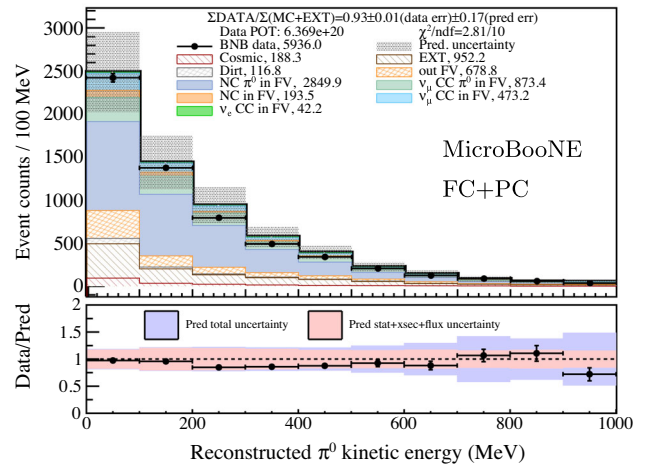 ΣDATA/Σ(MC+EXT)=0.93±0.01(data err)±0.17(pred err)
Data POT: 6.369e+20 χ²/ndf=2.81/10
BNB data, 5936.0 Pred. uncertainty
Cosmic, 188.3 EXT, 952.2
Dirt, 116.8 out FV, 678.8
NC π⁰ in FV, 2849.9 ν_μ CC π⁰ in FV, 873.4
NC in FV, 193.5 ν_μ CC in FV, 473.2
ν_e CC in FV, 42.2
MicroBooNE
FC+PC
Event counts / 100 MeV
3000
2500
2000
1500
1000
500
0
Pred total uncertainty Pred stat+xsec+flux uncertainty
Data/Pred
2
1.5
1
0.5
0
0 200 400 600 800 1000
Reconstructed π⁰ kinetic energy (MeV)